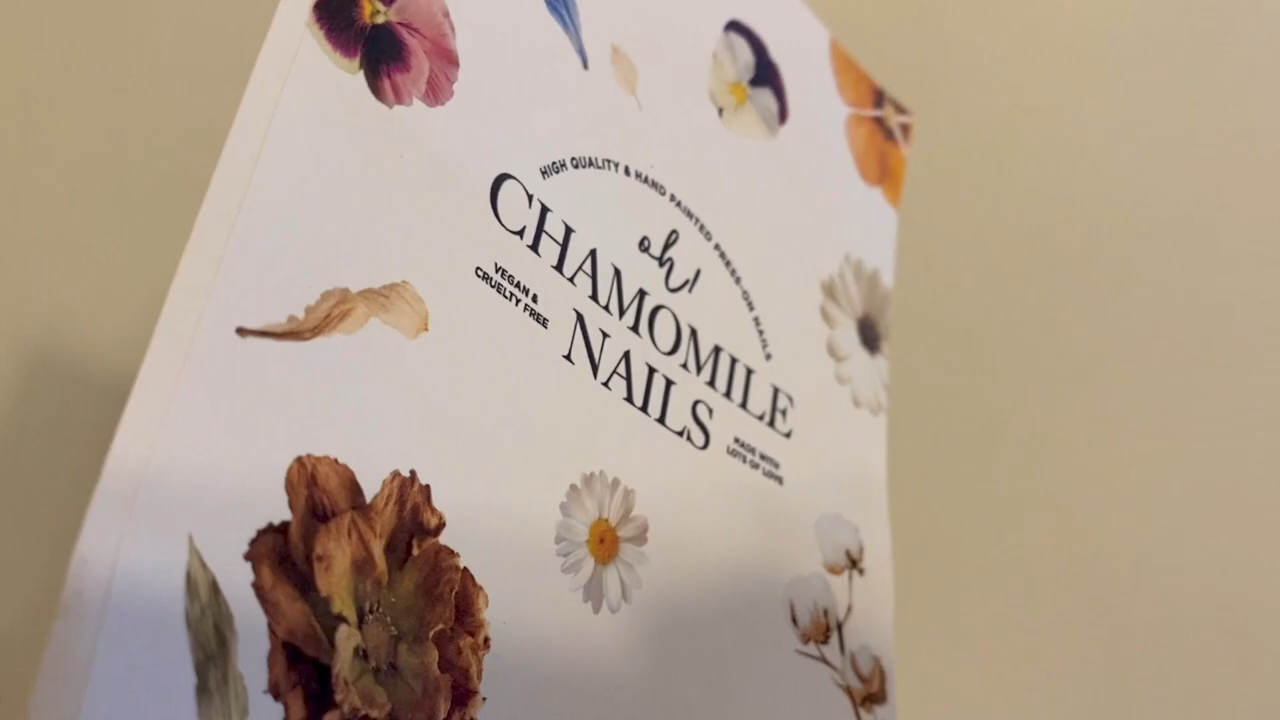 HIGH QUALITY & HAND PAINTED PRESS-ON NAILS
oh!
CHAMOMILE
NAILS
VEGAN &
CRUELTY FREE
MADE WITH
LOTS OF LOVE